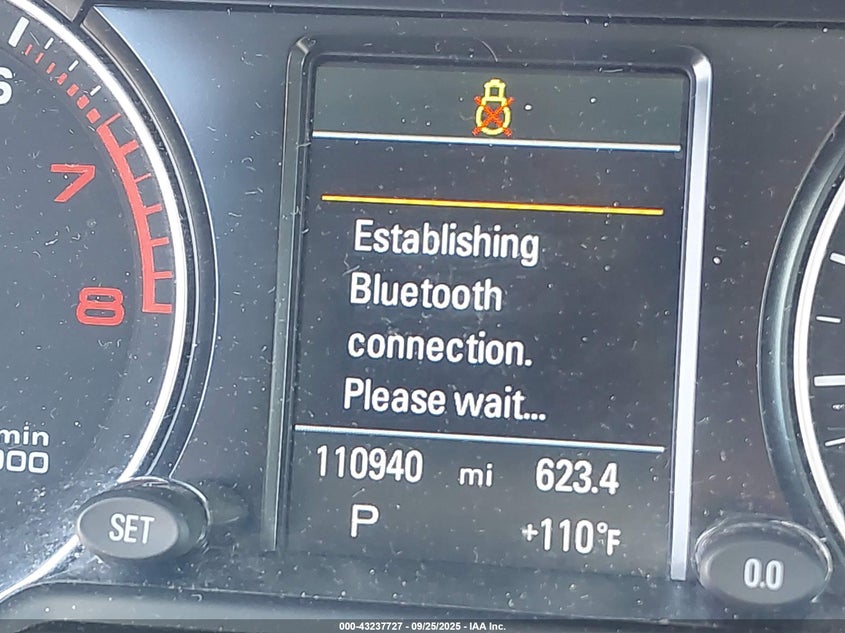 6
7
8
min
000
SET
Establishing
Bluetooth
connection.
Please wait...
110940 mi 623.4
P +110°F
0.0
000-43237727 - 09/25/2025 - IAA Inc.